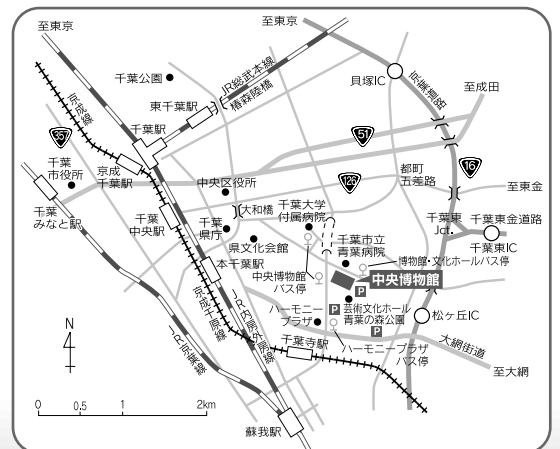 至東京
至東京
千葉公園
JR総武本線
椿森陸橋
貝塚IC
京葉道路
至成田
京成線
東千葉駅
千葉駅
357
51
16
千葉
市役所
京成
千葉駅
中央区役所
126
都町
五差路
至東金
千葉
みなと駅
千葉
中央駅
千葉
県庁
大和橋
千葉大学
付属病院
千葉東
Jct.
千葉東金道路
千葉東IC
県文化会館
千葉市立
青葉病院
本千葉駅
中央博物館
バス停
博物館・文化ホールバス停
中央博物館
P
京成千原線
JR内房・外房線
ハーモニー
プラザ
P
芸術文化ホール
青葉の森公園
P
松ヶ丘IC
JR京葉線
千葉寺駅
ハーモニープラザ
バス停
大網街道
至大網
N
0
0.5
1
2km
蘇我駅